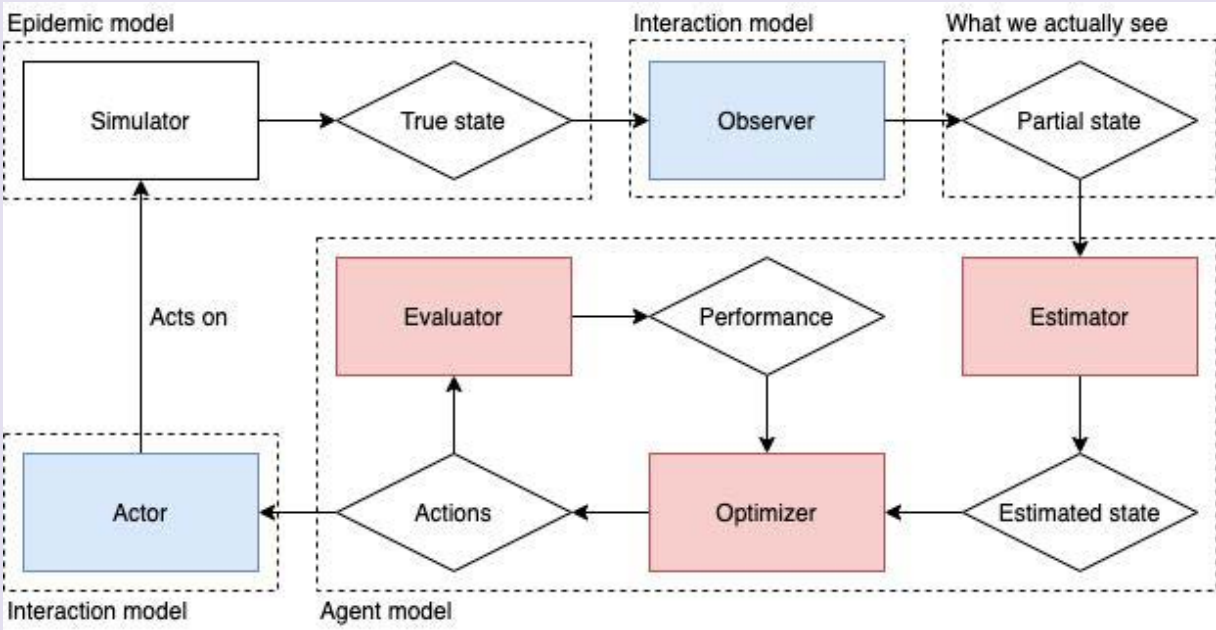 Epidemic model
Interaction model
What we actually see
Simulator
True state
Observer
Partial state
Acts on
Evaluator
Performance
Estimator
Actor
Actions
Optimizer
Estimated state
Interaction model
Agent model